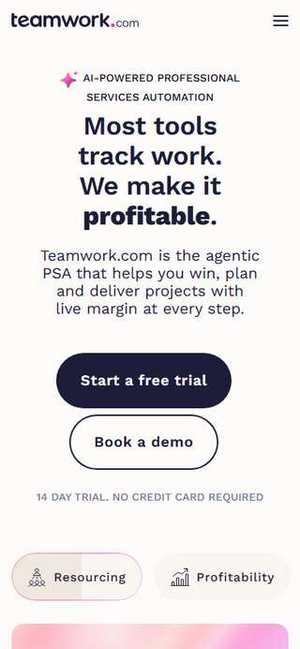 teamwork.com
AI-POWERED PROFESSIONAL
SERVICES AUTOMATION
Most tools
track work.
We make it
profitable.
Teamwork.com is the agentic
PSA that helps you win, plan
and deliver projects with
live margin at every step.
Start a free trial
Book a demo
14 DAY TRIAL. NO CREDIT CARD REQUIRED
Resourcing
Profitability